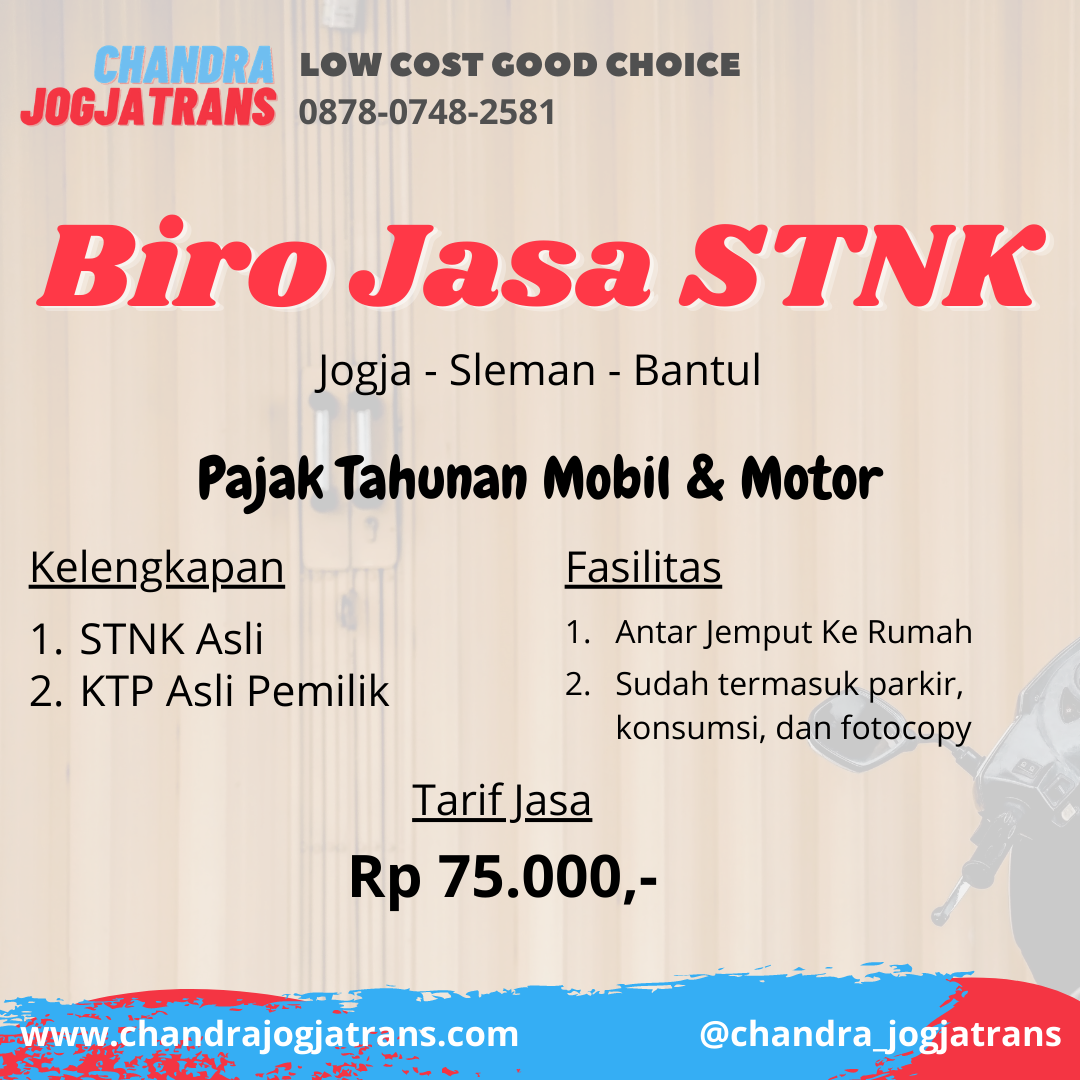 CHANDRA
JOGJATRANS
LOW COST GOOD CHOICE
0878-0748-2581
Biro Jasa STNK
Jogja - Sleman - Bantul
Pajak Tahunan Mobil & Motor
Kelengkapan
1. STNK Asli
2. KTP Asli Pemilik
Fasilitas
1. Antar Jemput Ke Rumah
2. Sudah termasuk parkir,
konsumsi, dan fotocopy
Tarif Jasa
Rp 75.000,-
www.chandrajogjatrans.com
@chandra_jogjatrans